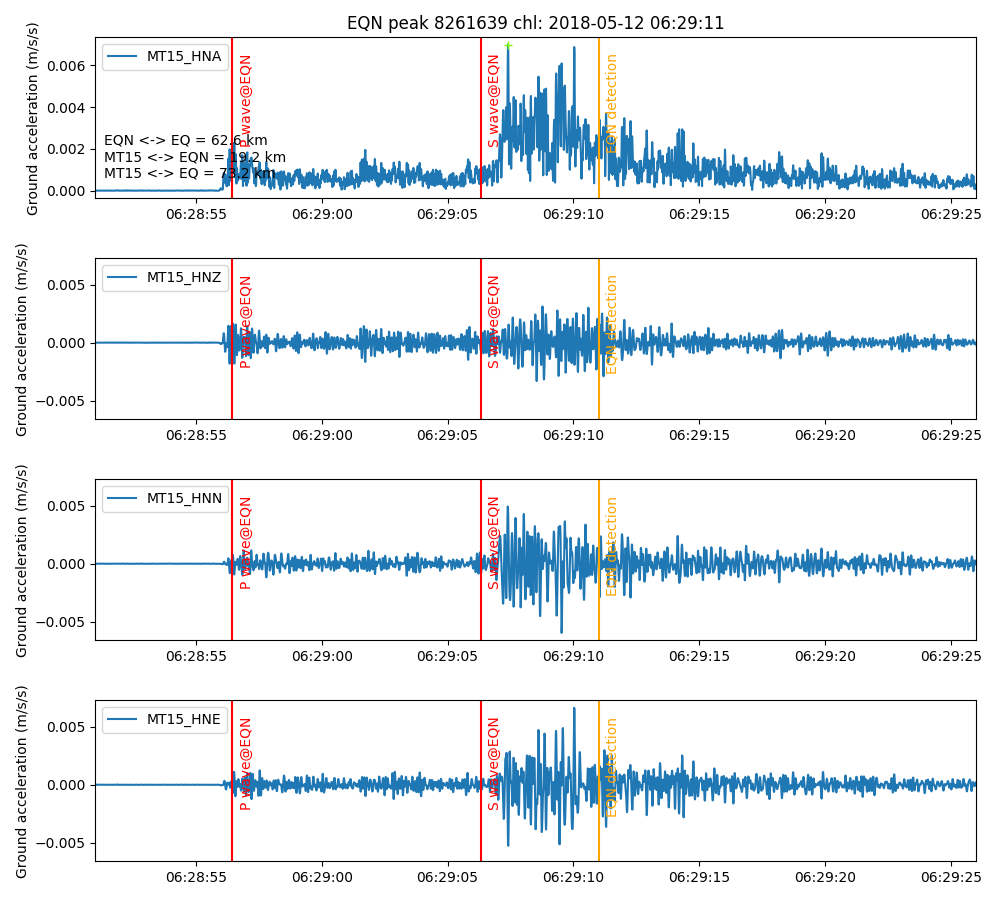 EQN peak 8261639 chl: 2018-05-12 06:29:11
Ground acceleration (m/s/s)
0.006
0.004
0.002
0.000
MT15_HNA
EQN <-> EQ = 62.6 km
MT15 <-> EQN = 19.2 km
MT15 <-> EQ = 73.2 km
P wave@EQN
S wave@EQN
EQN detection
06:28:55 06:29:00 06:29:05 06:29:10 06:29:15 06:29:20 06:29:25
Ground acceleration (m/s/s)
0.005
0.000
−0.005
MT15_HNZ
P wave@EQN
S wave@EQN
EQN detection
06:28:55 06:29:00 06:29:05 06:29:10 06:29:15 06:29:20 06:29:25
Ground acceleration (m/s/s)
0.005
0.000
−0.005
MT15_HNN
P wave@EQN
S wave@EQN
EQN detection
06:28:55 06:29:00 06:29:05 06:29:10 06:29:15 06:29:20 06:29:25
Ground acceleration (m/s/s)
0.005
0.000
−0.005
MT15_HNE
P wave@EQN
S wave@EQN
EQN detection
06:28:55 06:29:00 06:29:05 06:29:10 06:29:15 06:29:20 06:29:25